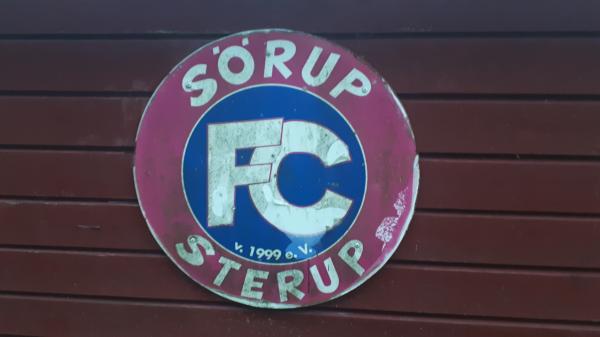 SÖRUP
FC
v. 1999 e. V.
STERUP